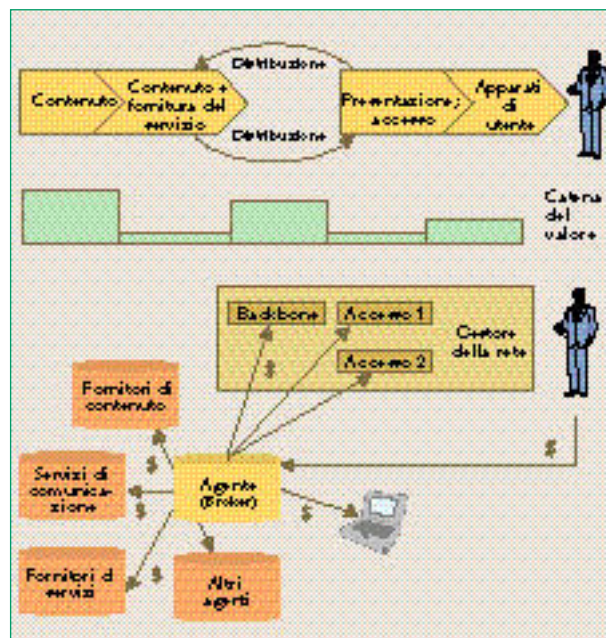 Distribuzione
Contenuto
Contenuto e
fornitura del
servizio
Presentazione;
accesso
Apparati
di
utente
Distribuzione
Catena
del
valore
Backbone
Accesso 1
Gestore
della rete
Accesso 2
$
Fornitori di
contenuto
$
$
Servizi di
comunica-
zione
Agente
(Broker)
$
$
Fornitori di
servizi
$
Altri
agenti